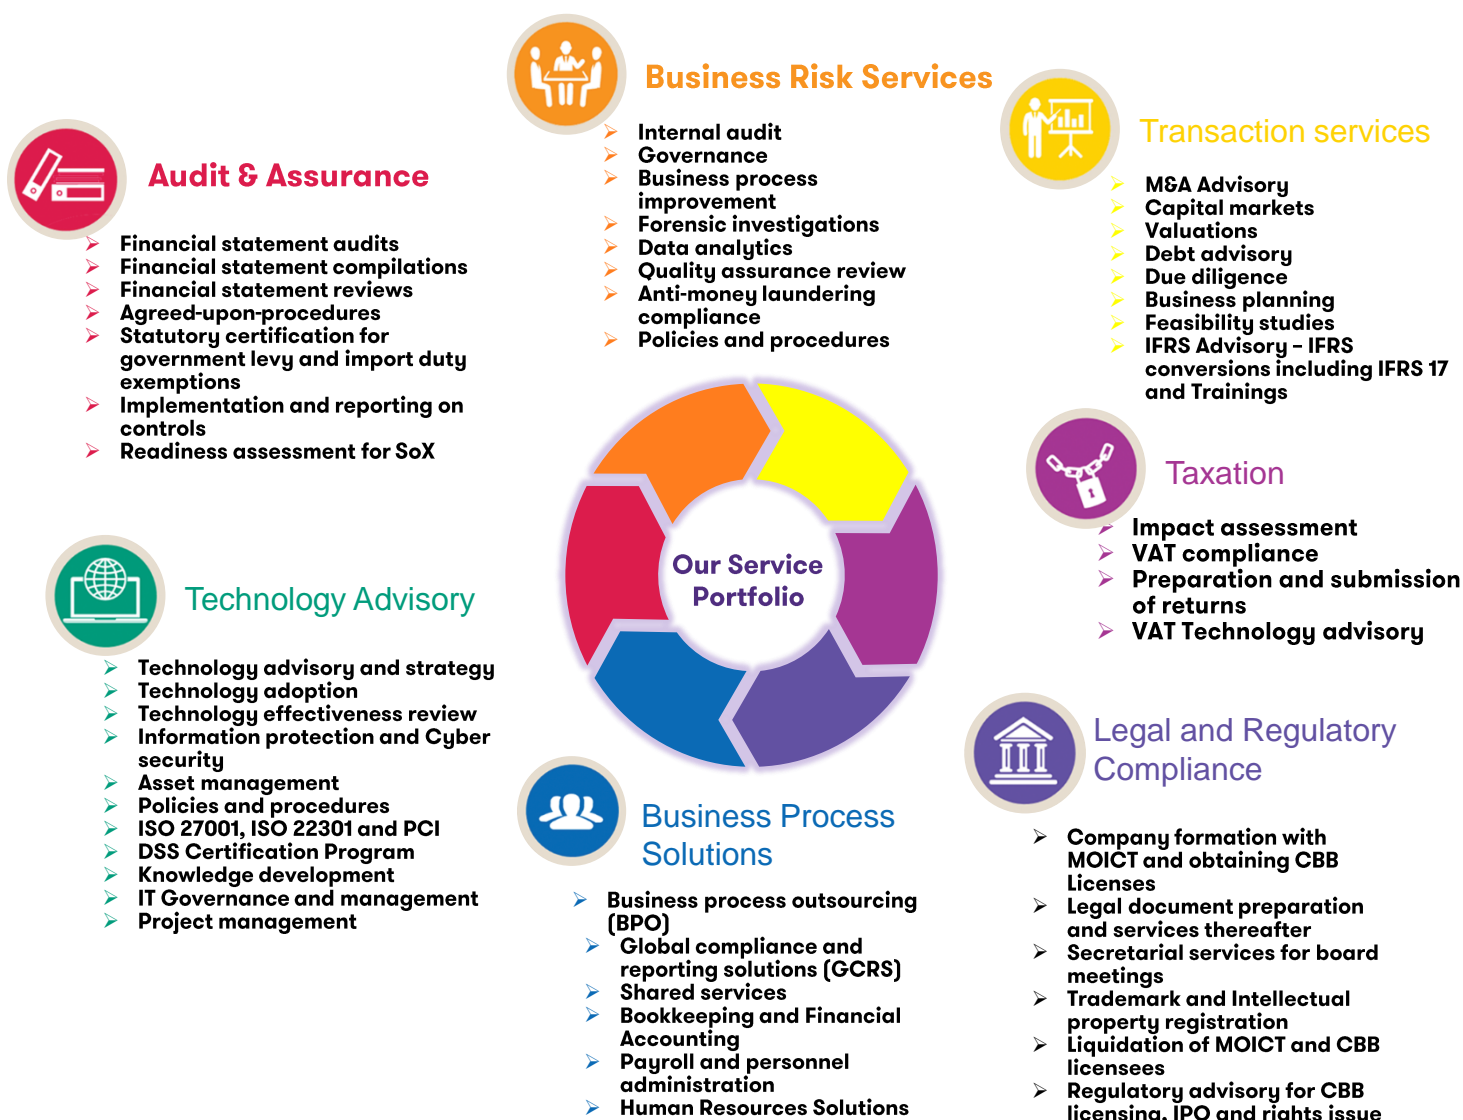 Business Risk Services
Internal audit
Governance
Business process
improvement
Forensic investigations
Data analytics
Quality assurance review
Anti-money laundering
compliance
Policies and procedures
Transaction services
M&A Advisory
Capital markets
Valuations
Debt advisory
Due diligence
Business planning
Feasibility studies
IFRS Advisory – IFRS
conversions including IFRS 17
and Trainings
Audit & Assurance
Financial statement audits
Financial statement compilations
Financial statement reviews
Agreed-upon-procedures
Statutory certification for
government levy and import duty
exemptions
Implementation and reporting on
controls
Readiness assessment for SoX
Our Service
Portfolio
Taxation
Impact assessment
VAT compliance
Preparation and submission
of returns
VAT Technology advisory
Technology Advisory
Technology advisory and strategy
Technology adoption
Technology effectiveness review
Information protection and Cyber
security
Asset management
Policies and procedures
ISO 27001, ISO 22301 and PCI
DSS Certification Program
Knowledge development
IT Governance and management
Project management
Business Process
Solutions
Business process outsourcing
(BPO)
Global compliance and
reporting solutions (GCRS)
Shared services
Bookkeeping and Financial
Accounting
Payroll and personnel
administration
Human Resources Solutions
Legal and Regulatory
Compliance
Company formation with
MOICT and obtaining CBB
Licenses
Legal document preparation
and services thereafter
Secretarial services for board
meetings
Trademark and Intellectual
property registration
Liquidation of MOICT and CBB
licensees
Regulatory advisory for CBB
licensing, IPO and rights issue